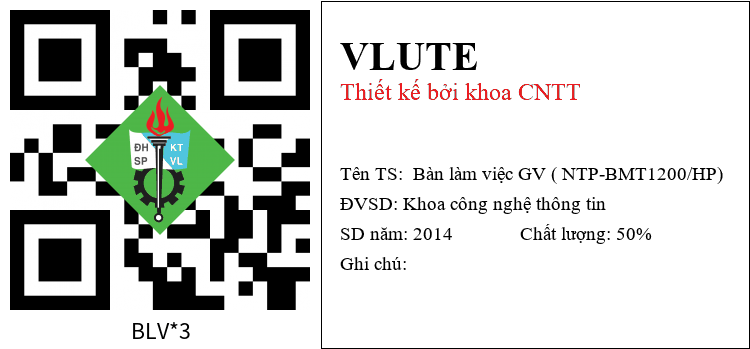 ĐH KT
SP VL
BLV*3
VLUTE
Thiết kế bởi khoa CNTT
Tên TS: Bàn làm việc GV ( NTP-BMT1200/HP)
ĐVSD: Khoa công nghệ thông tin
SD năm: 2014 Chất lượng: 50%
Ghi chú: